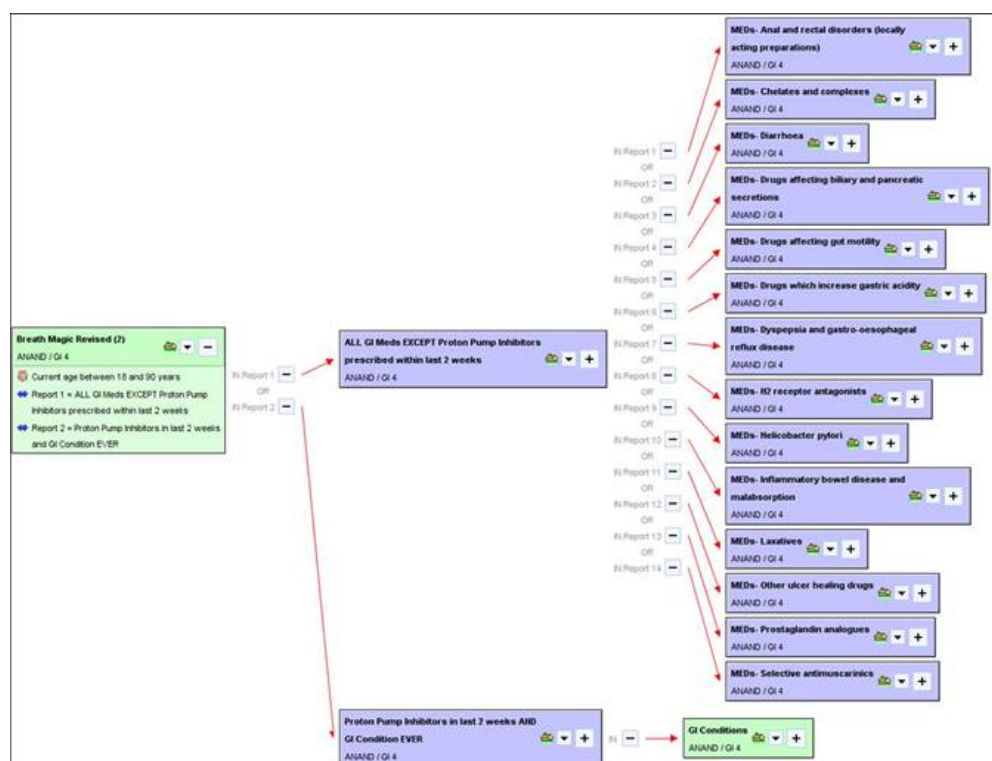 Breath Magic Revised (2)
ANAND / GI 4
Current age between 18 and 90 years
Report 1 = ALL GI Meds EXCEPT Proton Pump
Inhibitors prescribed within last 2 weeks
Report 2 = Proton Pump Inhibitors in last 2 weeks
and GI Condition EVER
IN Report 1
OR
IN Report 2
ALL GI Meds EXCEPT Proton Pump Inhibitors
prescribed within last 2 weeks
ANAND / GI 4
IN Report 1
OR
IN Report 2
OR
IN Report 3
OR
IN Report 4
OR
IN Report 5
OR
IN Report 6
OR
IN Report 7
OR
IN Report 8
OR
IN Report 9
OR
IN Report 10
OR
IN Report 11
OR
IN Report 12
OR
IN Report 13
OR
IN Report 14
MEDs- Anal and rectal disorders (locally
acting preparations)
ANAND / GI 4
MEDs- Chelates and complexes
ANAND / GI 4
MEDs- Diarrhoea
ANAND / GI 4
MEDs- Drugs affecting biliary and pancreatic
secretions
ANAND / GI 4
MEDs- Drugs affecting gut motility
ANAND / GI 4
MEDs- Drugs which increase gastric acidity
ANAND / GI 4
MEDs- Dyspepsia and gastro-oesophageal
reflux disease
ANAND / GI 4
MEDs- H2 receptor antagonists
ANAND / GI 4
MEDs- Helicobacter pylori
ANAND / GI 4
MEDs- Inflammatory bowel disease and
malabsorption
ANAND / GI 4
MEDs- Laxatives
ANAND / GI 4
MEDs- Other ulcer healing drugs
ANAND / GI 4
MEDs- Prostaglandin analogues
ANAND / GI 4
MEDs- Selective antimuscarinics
ANAND / GI 4
Proton Pump Inhibitors in last 2 weeks AND
GI Condition EVER
ANAND / GI 4
IN
GI Conditions
ANAND / GI 4